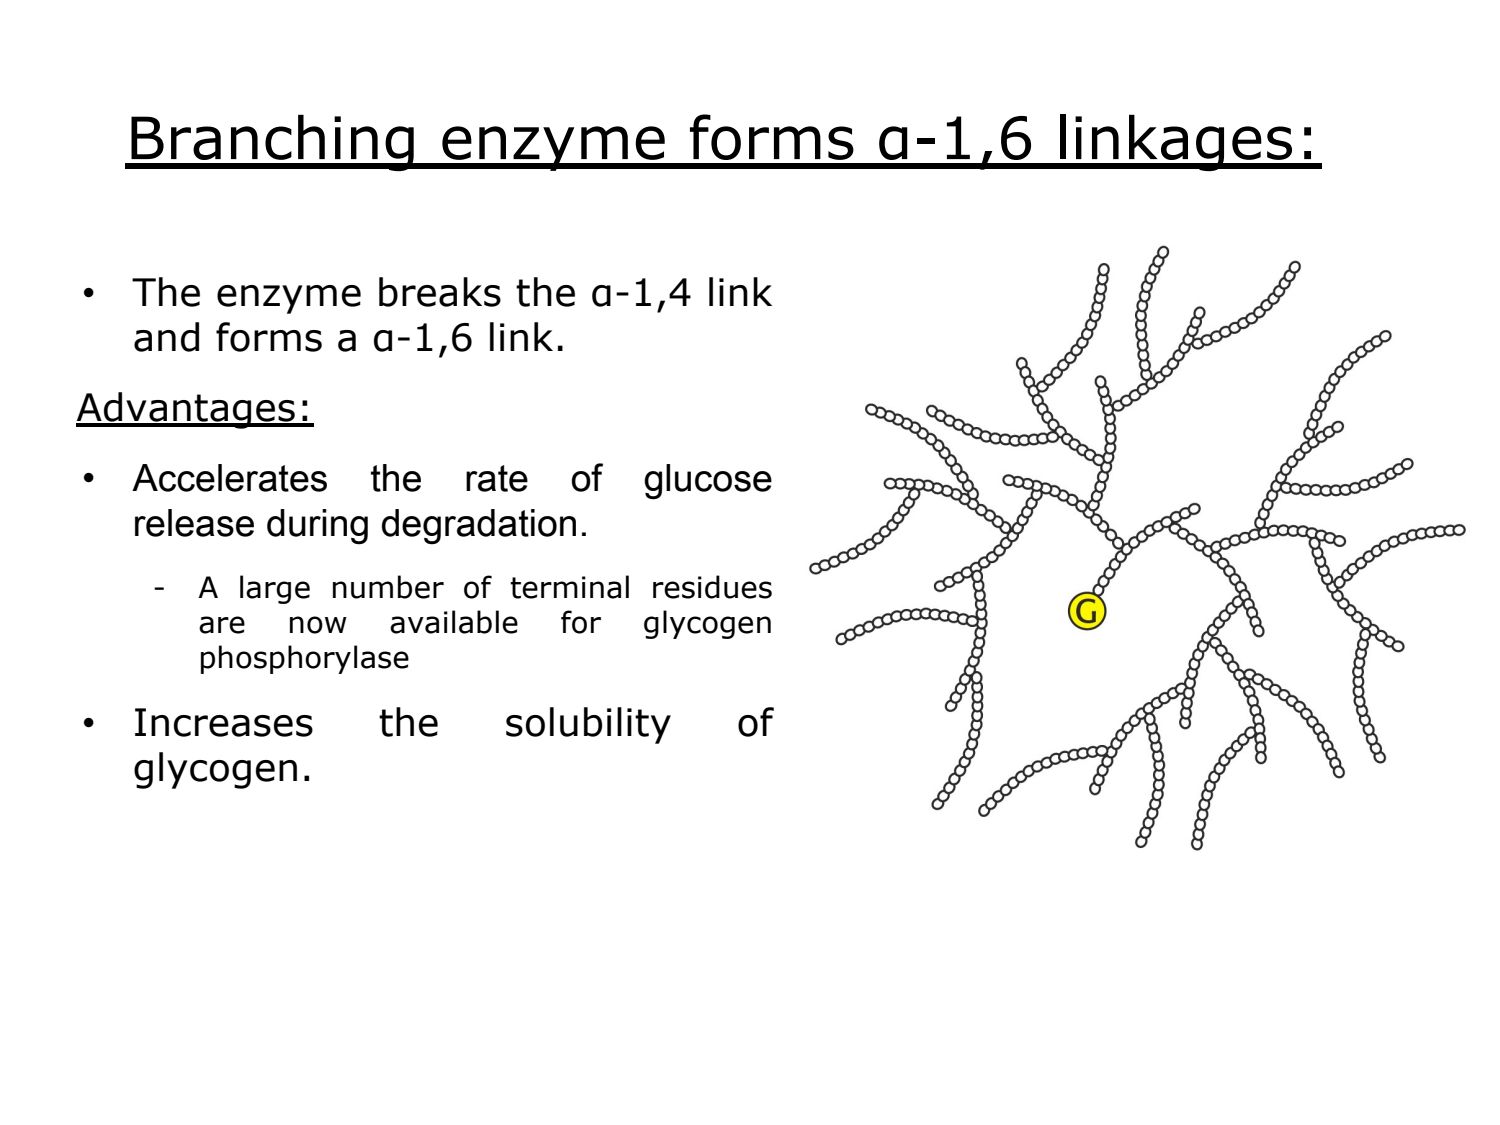 Branching enzyme forms α-1,6 linkages:
• The enzyme breaks the α-1,4 link
and forms a α-1,6 link.
Advantages:
• Accelerates the rate of glucose
release during degradation.
- A large number of terminal residues
are now available for glycogen
phosphorylase
• Increases the solubility of
glycogen.
G